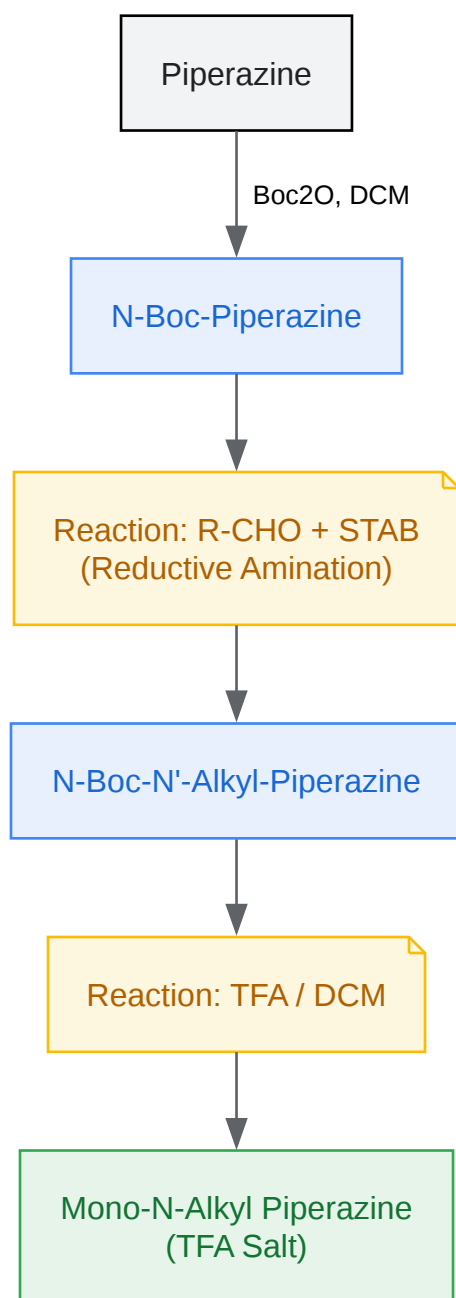 Piperazine
Boc2O, DCM
N-Boc-Piperazine
Reaction: R-CHO + STAB
(Reductive Amination)
N-Boc-N'-Alkyl-Piperazine
Reaction: TFA / DCM
Mono-N-Alkyl Piperazine
(TFA Salt)